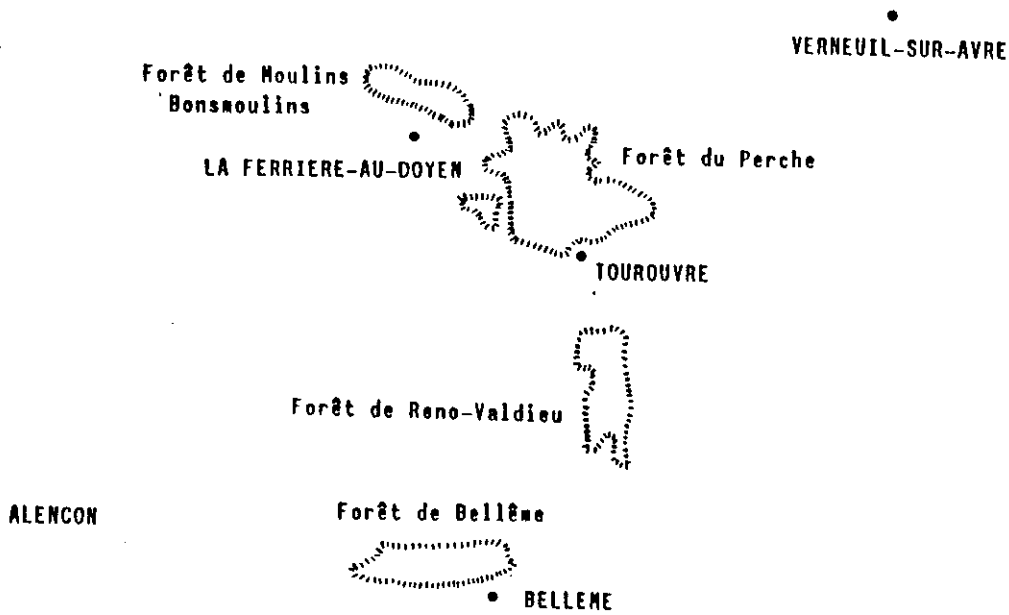 VERNEUIL-SUR-AVRE
Forêt de Moulins
Bonsmoulins
LA FERRIERE-AU-DOYEN
Forêt du Perche
TOUROUVRE
Forêt de Reno-Valdieu
ALENCON
Forêt de Bellême
BELLEME